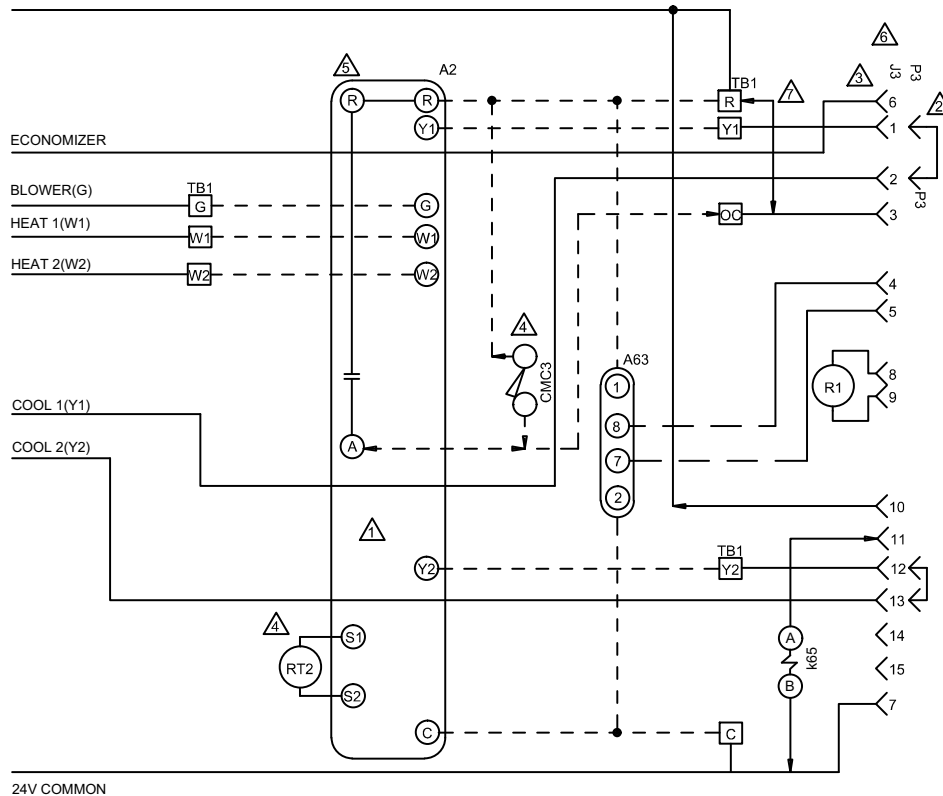 6
5
A2
3
J3
P3
TB1
7
R
R
R
6
2
Y1
Y1
1
ECONOMIZER
2
BLOWER(G)
TB1
G
G
P3
OC
3
HEAT 1(W1)
W1
W1
HEAT 2(W2)
W2
W2
4
5
4
CMC3
A63
1
R1
8
9
COOL 1(Y1)
8
A
COOL 2(Y2)
7
2
10
1
11
TB1
Y2
Y2
12
13
4
S1
A
k65
14
RT2
15
B
S2
7
C
C
24V COMMON